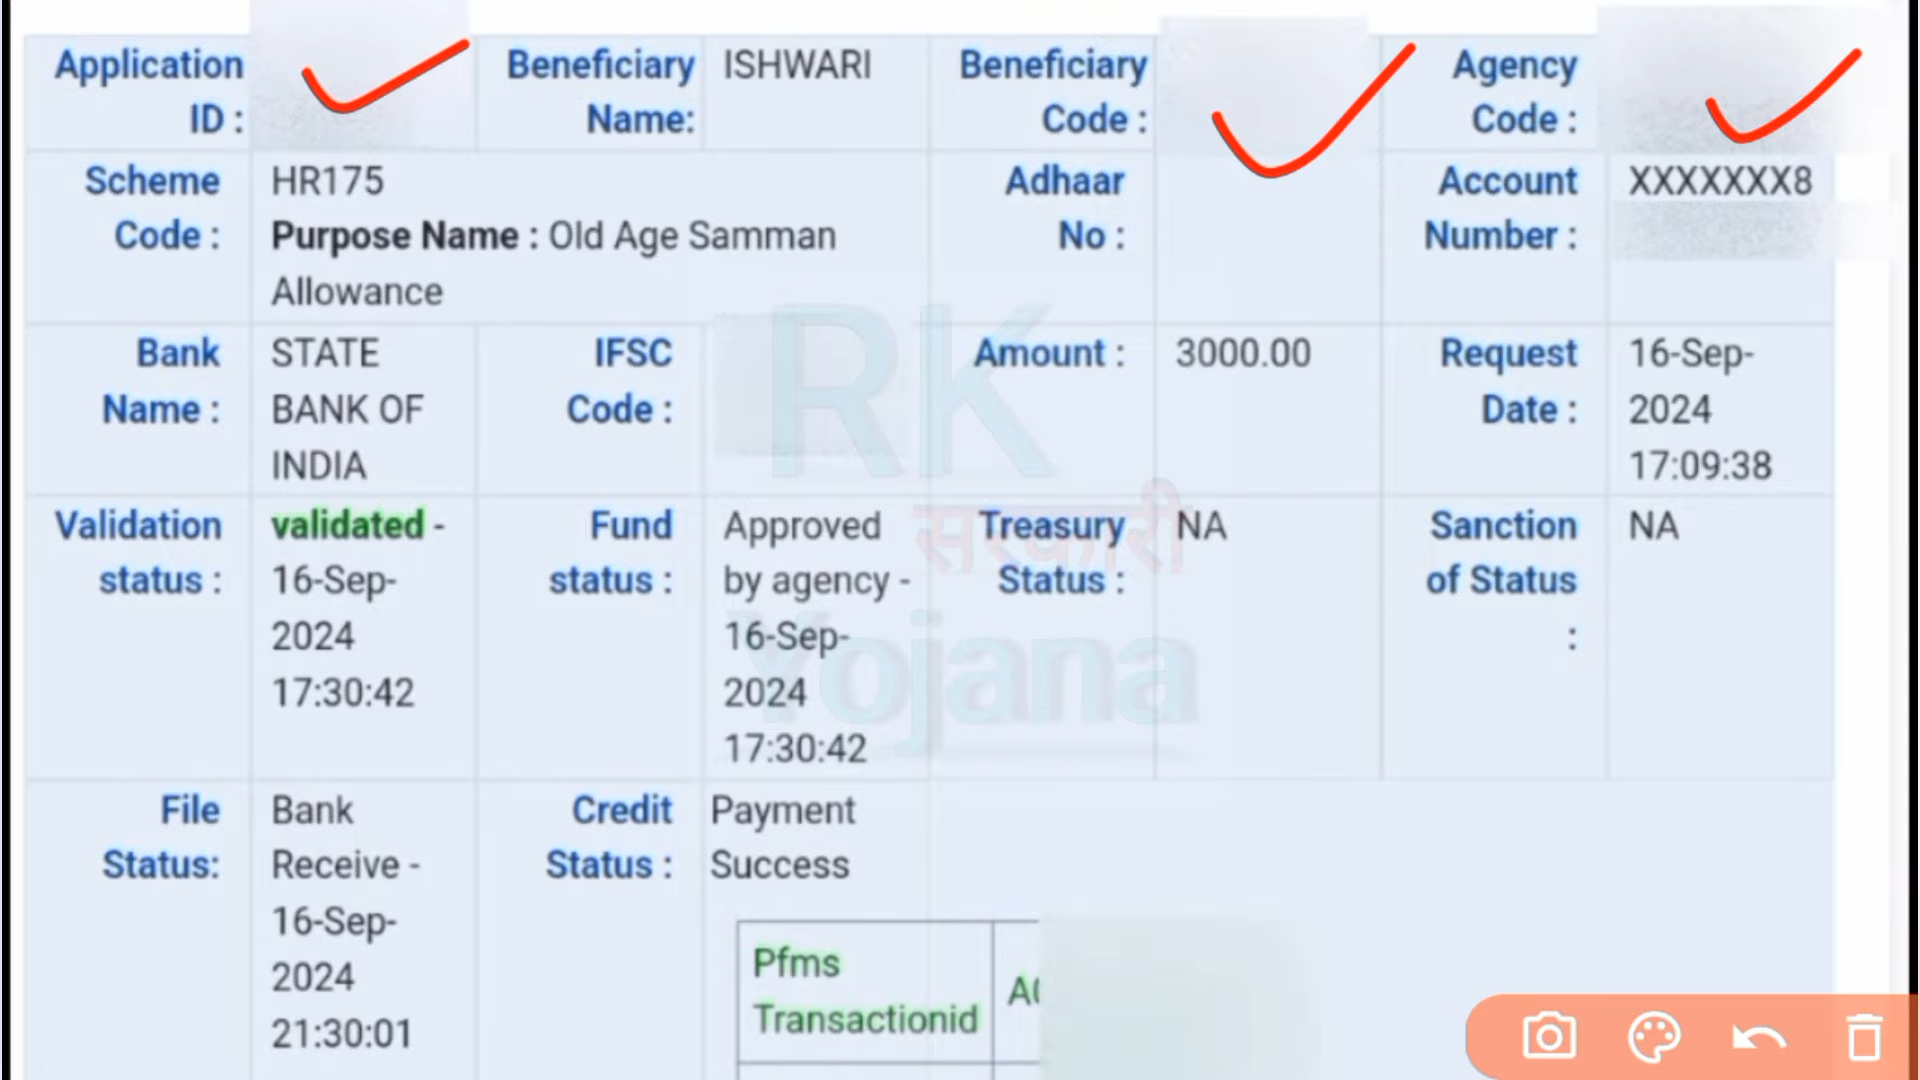 Application ID :
Beneficiary Name:
ISHWARI
Beneficiary Code :
Agency Code :
Scheme Code :
HR175
Purpose Name : Old Age Samman
Allowance
Adhaar No :
Account Number :
XXXXXXX8
Bank Name :
STATE
BANK OF
INDIA
IFSC Code :
Amount :
3000.00
Request Date :
16-Sep-
2024
17:09:38
Validation status :
validated -
16-Sep-
2024
17:30:42
Fund status :
Approved
by agency -
16-Sep-
2024
17:30:42
Treasury Status :
NA
Sanction of Status :
NA
File Status:
Bank
Receive -
16-Sep-
2024
21:30:01
Credit Status :
Payment
Success
Pfms
Transactionid
RK
सरकारी
Yojana